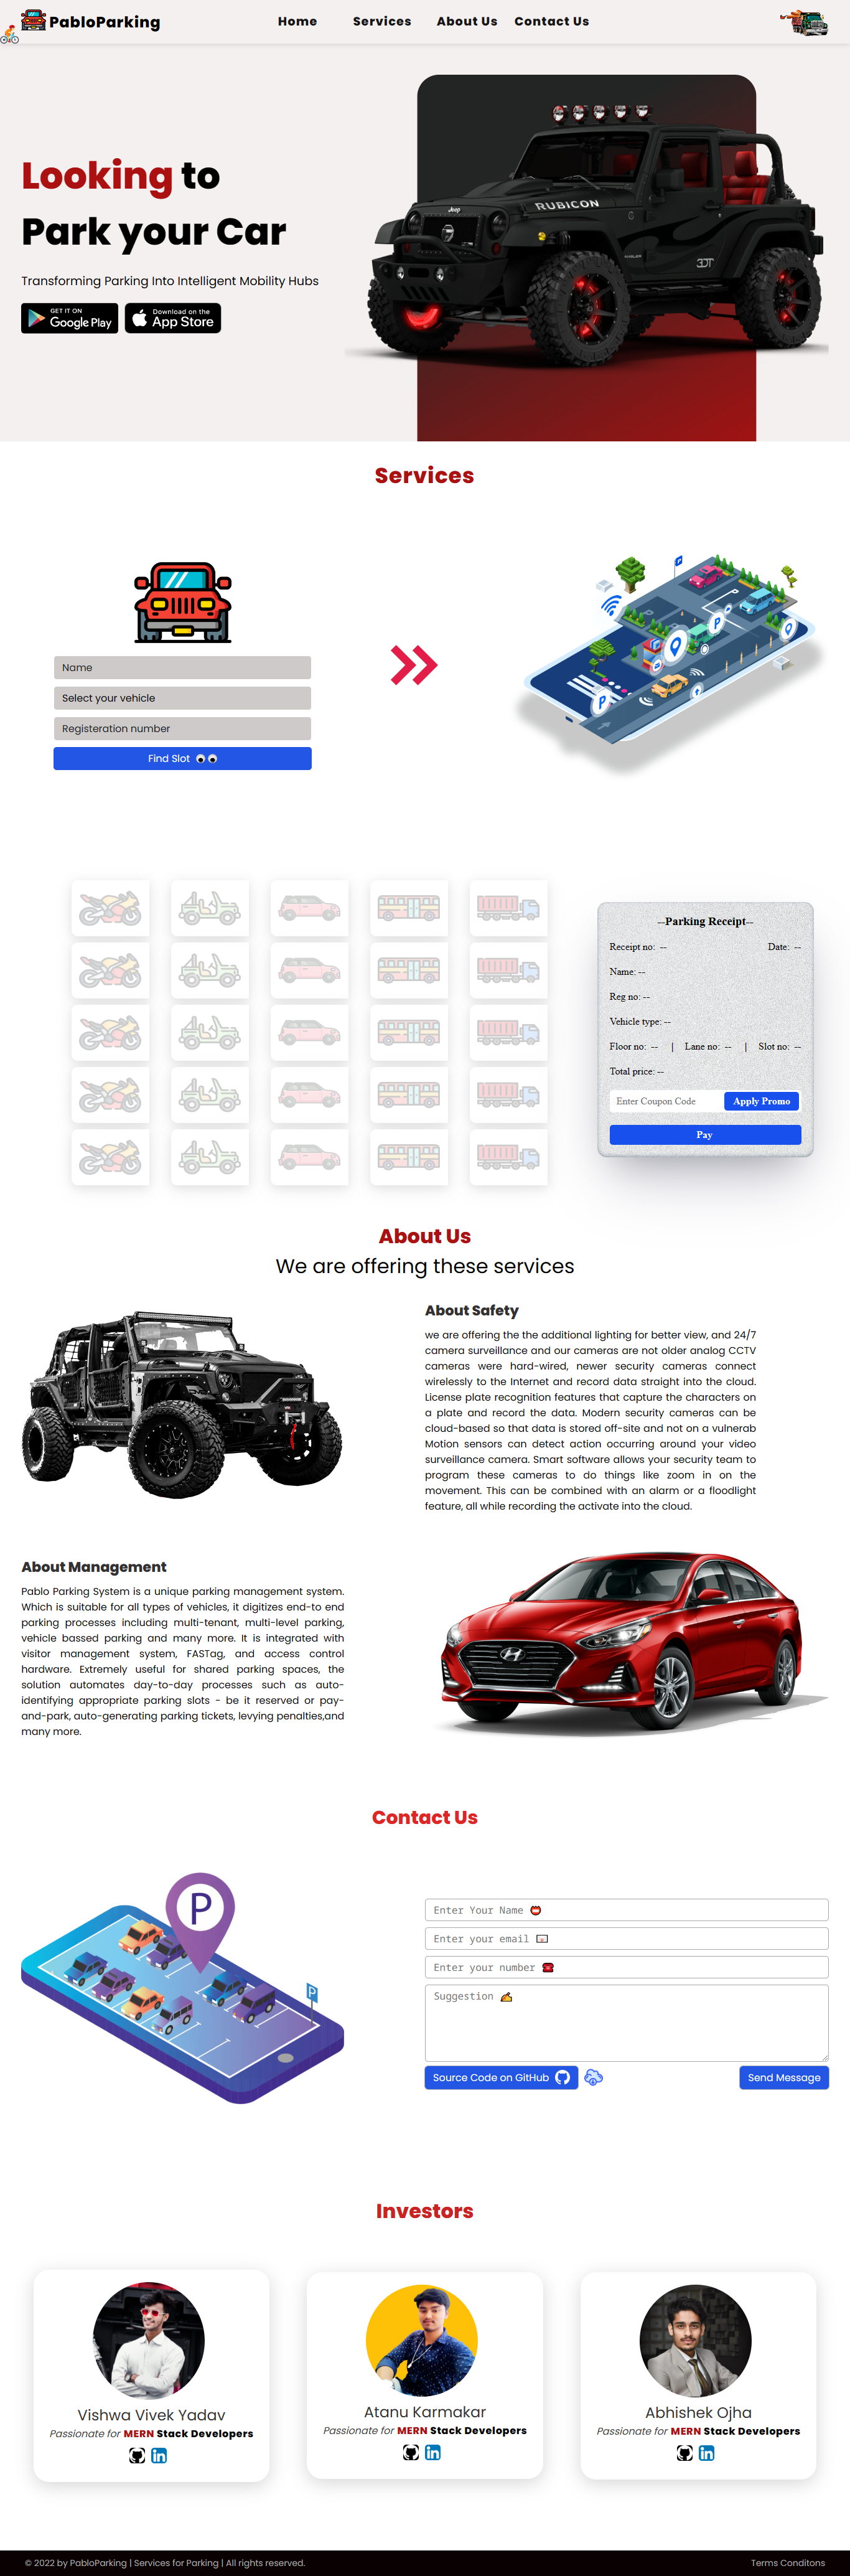 PabloParking
Home Services About Us Contact Us
Looking to
Park your Car
Transforming Parking Into Intelligent Mobility Hubs
GET IT ON
Google Play
Download on the
App Store
Jeep
RUBICON
3DT
Services
Name
Select your vehicle
Registeration number
Find Slot
P
P
P
--Parking Receipt--
Receipt no: -- Date: --
Name: --
Reg no: --
Vehicle type: --
Floor no: -- | Lane no: -- | Slot no: --
Total price: --
Enter Coupon Code Apply Promo
Pay
About Us
We are offering these services
About Safety
we are offering the the additional lighting for better view, and 24/7
camera surveillance and our cameras are not older analog CCTV
cameras were hard-wired, newer security cameras connect
wirelessly to the Internet and record data straight into the cloud.
License plate recognition features that capture the characters on
a plate and record the data. Modern security cameras can be
cloud-based so that data is stored off-site and not on a vulnerab
Motion sensors can detect action occurring around your video
surveillance camera. Smart software allows your security team to
program these cameras to do things like zoom in on the
movement. This can be combined with an alarm or a floodlight
feature, all while recording the activate into the cloud.
About Management
Pablo Parking System is a unique parking management system.
Which is suitable for all types of vehicles, it digitizes end-to end
parking processes including multi-tenant, multi-level parking,
vehicle bassed parking and many more. It is integrated with
visitor management system, FASTag, and access control
hardware. Extremely useful for shared parking spaces, the
solution automates day-to-day processes such as auto-
identifying appropriate parking slots - be it reserved or pay-
and-park, auto-generating parking tickets, levying penalties,and
many more.
Contact Us
P
P
Enter Your Name
Enter your email
Enter your number
Suggestion
Source Code on GitHub
Send Message
Investors
Vishwa Vivek Yadav
Passionate for MERN Stack Developers
in
Atanu Karmakar
Passionate for MERN Stack Developers
in
Abhishek Ojha
Passionate for MERN Stack Developers
in
© 2022 by PabloParking | Services for Parking | All rights reserved.
Terms Conditons